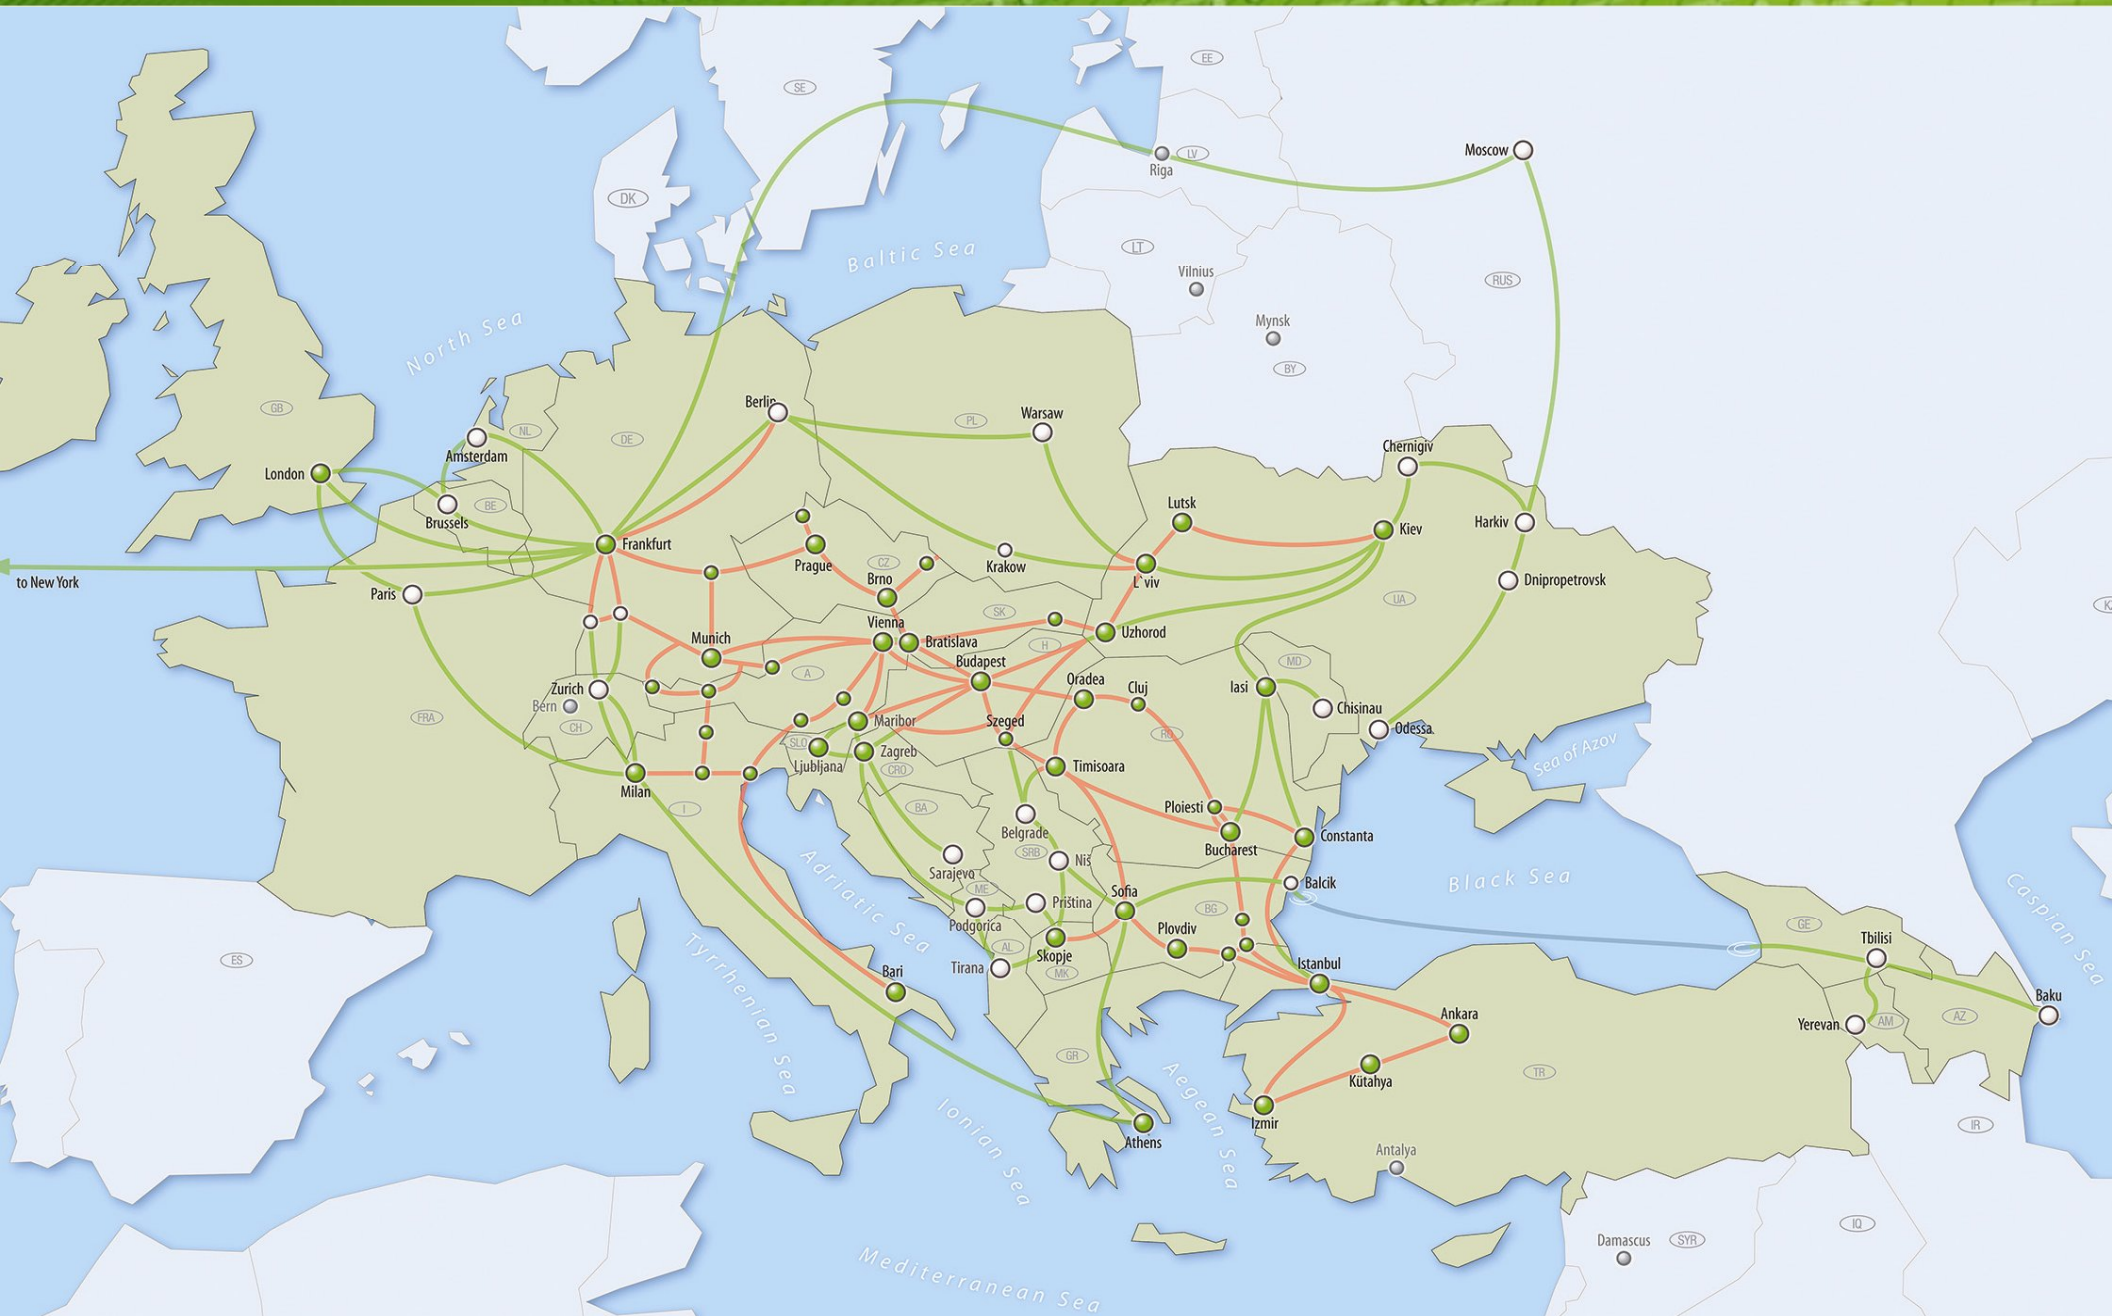 EE
SE
Moscow
LV
Riga
DK
LT
Baltic Sea
Vilnius
RUS
North Sea
Mynsk
BY
GB
Berlin
Warsaw
PL
NL
DE
Amsterdam
Chernigiv
London
BE
Brussels
Lutsk
Harkiv
Kiev
Frankfurt
Prague
CZ
Krakow
L`viv
to New York
Brno
Dnipropetrovsk
Paris
UA
SK
Vienna
Uzhorod
Munich
Bratislava
H
Budapest
MD
A
Oradea
Cluj
Iasi
Zurich
Bern
Chisinau
FRA
CH
Maribor
Szeged
Odessa
RO
SLO
Zagreb
Ljubljana
CRO
Timisoara
Sea of Azov
Milan
I
BA
Ploiesti
Belgrade
Bucharest
Constanta
SRB
Niš
Adriatic Sea
Sarajevo
ME
Sofia
Balcik
Black Sea
Caspian Sea
Priština
BG
Podgorica
GE
Plovdiv
Tbilisi
AL
Skopje
ES
Tirana
MK
Istanbul
Tyrrhenian Sea
Bari
Baku
Ankara
Yerevan
AM
AZ
GR
Aegean Sea
Kütahya
TR
Ionian Sea
Izmir
IR
Athens
Antalya
IQ
Damascus
SYR
Mediterranean Sea